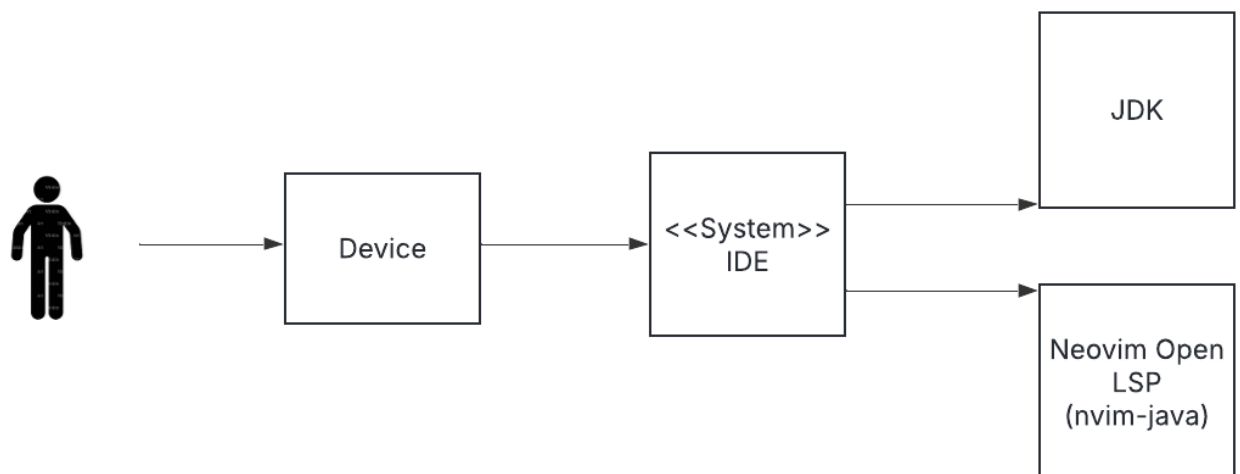 JDK
Device
<<System>>
IDE
Neovim Open
LSP
(nvim-java)